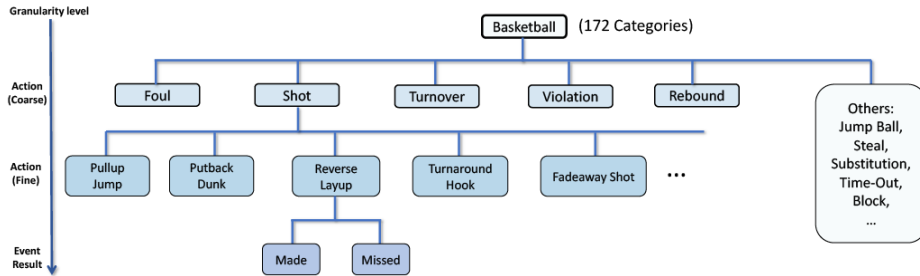 Granularity level
Basketball (172 Categories)
Action
(Coarse)
Foul
Shot
Turnover
Violation
Rebound
Others:
Jump Ball,
Steal,
Substitution,
Time-Out,
Block,
...
Action
(Fine)
Pullup
Jump
Putback
Dunk
Reverse
Layup
Turnaround
Hook
Fadeaway Shot
...
Event
Result
Made
Missed